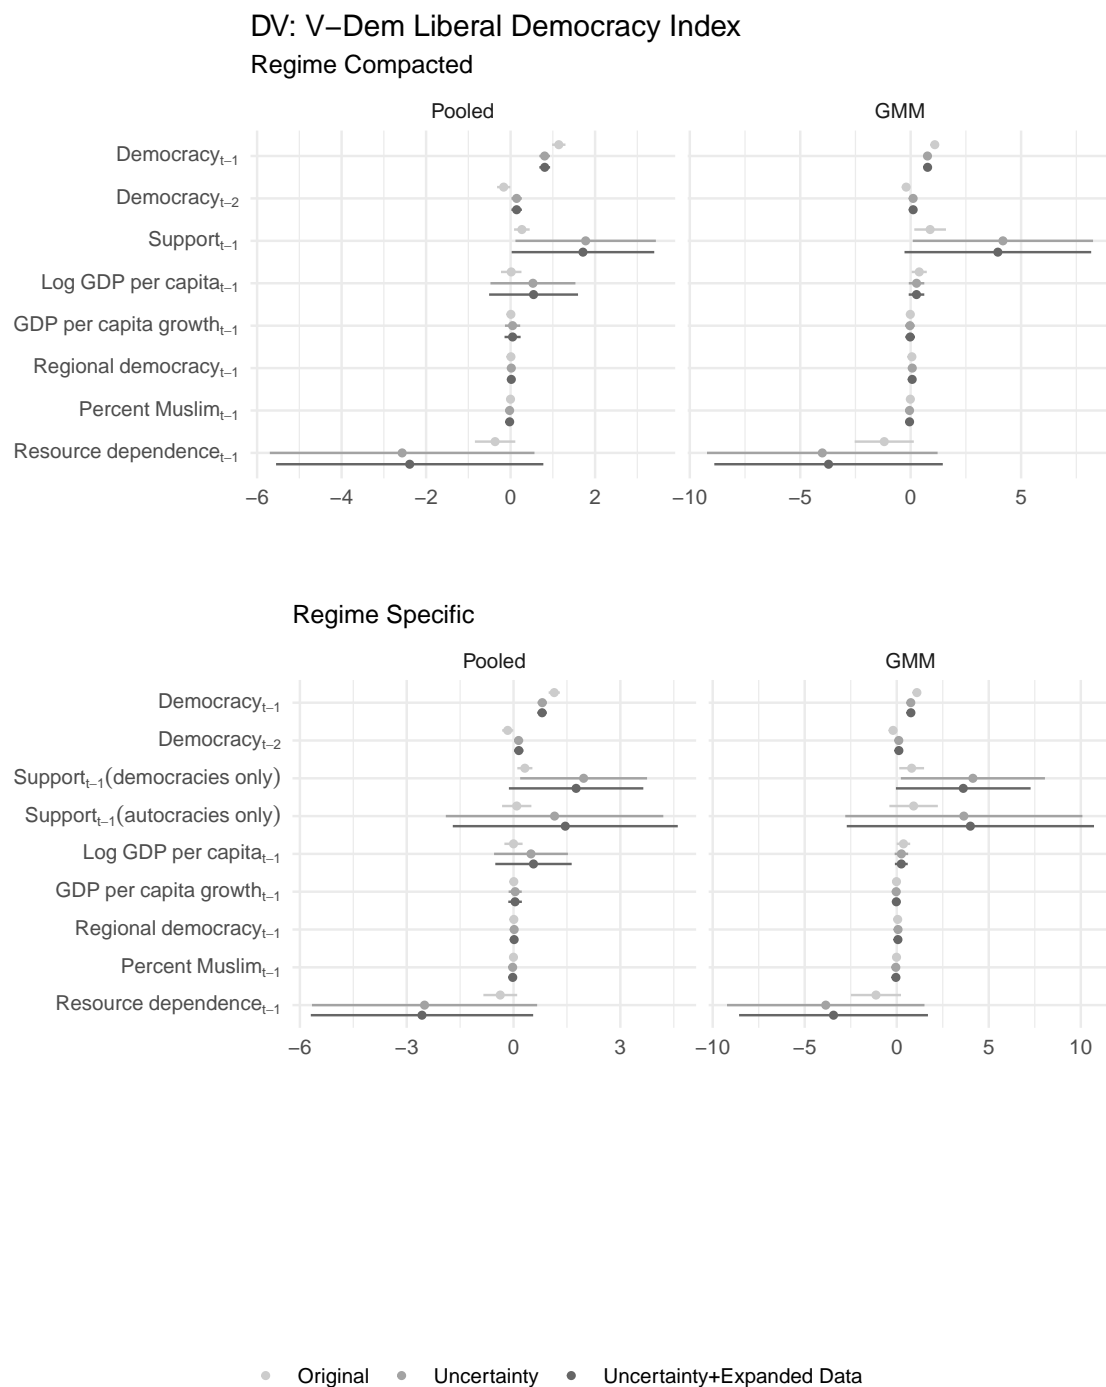 DV: V−Dem Liberal Democracy Index
Regime Compacted
Pooled GMM
Democracyₜ₋₁
Democracyₜ₋₂
Supportₜ₋₁
Log GDP per capitaₜ₋₁
GDP per capita growthₜ₋₁
Regional democracyₜ₋₁
Percent Muslimₜ₋₁
Resource dependenceₜ₋₁
−6 −4 −2 0 2 −10 −5 0 5
Regime Specific
Pooled GMM
Democracyₜ₋₁
Democracyₜ₋₂
Supportₜ₋₁(democracies only)
Supportₜ₋₁(autocracies only)
Log GDP per capitaₜ₋₁
GDP per capita growthₜ₋₁
Regional democracyₜ₋₁
Percent Muslimₜ₋₁
Resource dependenceₜ₋₁
−6 −3 0 3 −10 −5 0 5 10
Original Uncertainty Uncertainty+Expanded Data